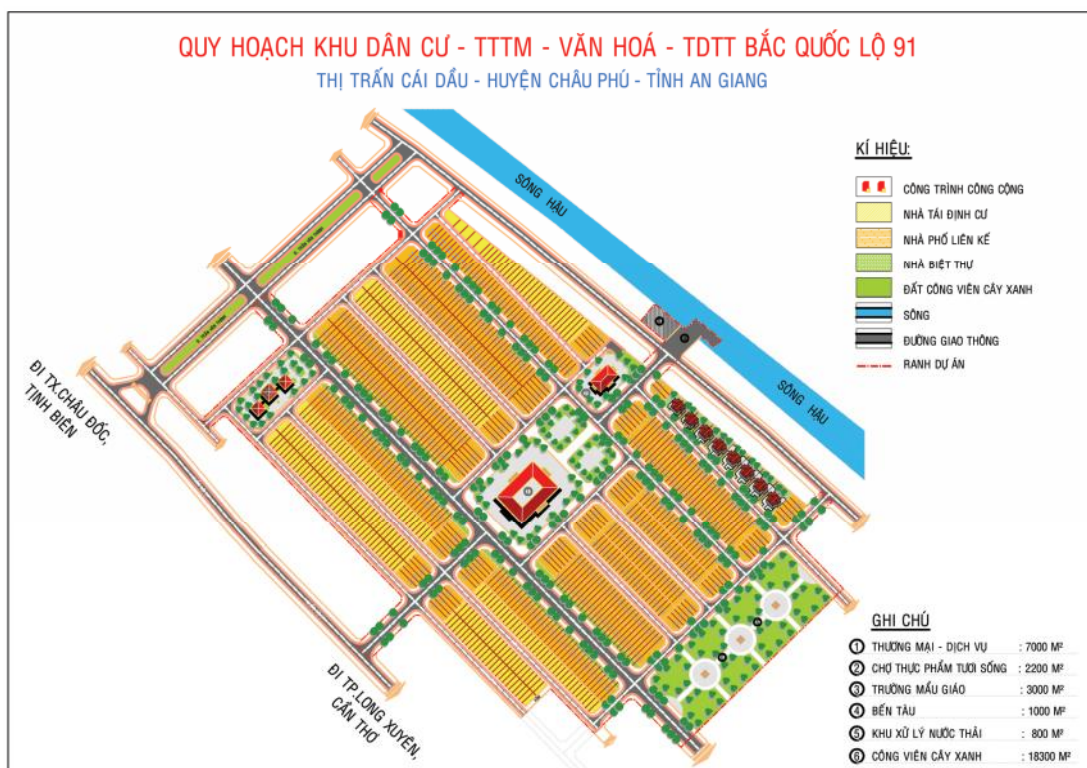 QUY HOẠCH KHU DÂN CƯ - TTTM - VĂN HOÁ - TDTT BẮC QUỐC LỘ 91
THỊ TRẤN CÁI DẦU - HUYỆN CHÂU PHÚ - TỈNH AN GIANG
SÔNG HẬU
SÔNG HẬU
ĐI TX.CHÂU ĐỐC,
TỊNH BIÊN
ĐI TP.LONG XUYÊN,
CẦN THƠ
KÍ HIỆU:
CÔNG TRÌNH CÔNG CỘNG
NHÀ TÁI ĐỊNH CƯ
NHÀ PHỐ LIÊN KẾ
NHÀ BIỆT THỰ
ĐẤT CÔNG VIÊN CÂY XANH
SÔNG
ĐƯỜNG GIAO THÔNG
RANH DỰ ÁN
GHI CHÚ
1 THƯƠNG MẠI - DỊCH VỤ : 7000 M²
2 CHỢ THỰC PHẨM TƯƠI SỐNG : 2200 M²
3 TRƯỜNG MẨU GIÁO : 3000 M²
4 BẾN TÀU : 1000 M²
5 KHU XỬ LÝ NƯỚC THẢI : 800 M²
6 CÔNG VIÊN CÂY XANH : 18300 M²